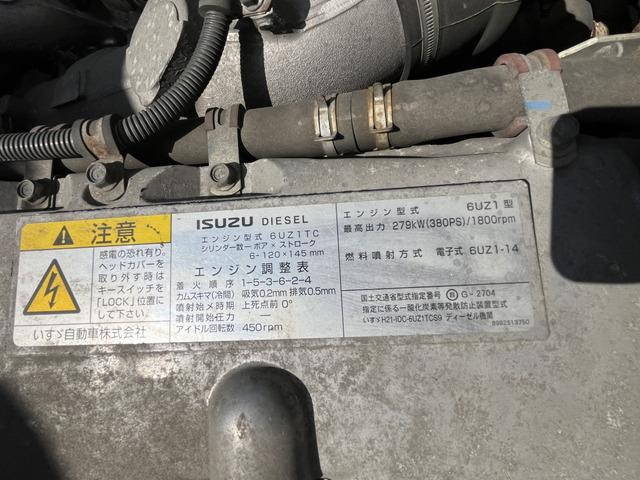 注意
感電の恐れ有り。
ヘッドカバーを
取り外す時は
キースイッチを
「LOCK」位置に
して下さい。
いすゞ自動車株式会社
ISUZU DIESEL
エンジン型式 6UZ1TC
シリンダー数ーボア×ストローク
6-120×145mm
エンジン調整表
着火順序 1-5-3-6-2-4
カムスキマ(冷間) 吸気0.2mm 排気0.5mm
噴射始メ時期 上死点前0°
噴射開始圧力
アイドル回転数 450rpm
エンジン型式 6UZ1型
最高出力 279kW(380PS)/1800rpm
燃料噴射方式 電子式 6UZ1-14
国土交通省型式指定番号 G-2704
指定に係る一酸化炭素等発散防止装置型式
いすゞH21-IDC-6UZ1TCS9 ディーゼル機関